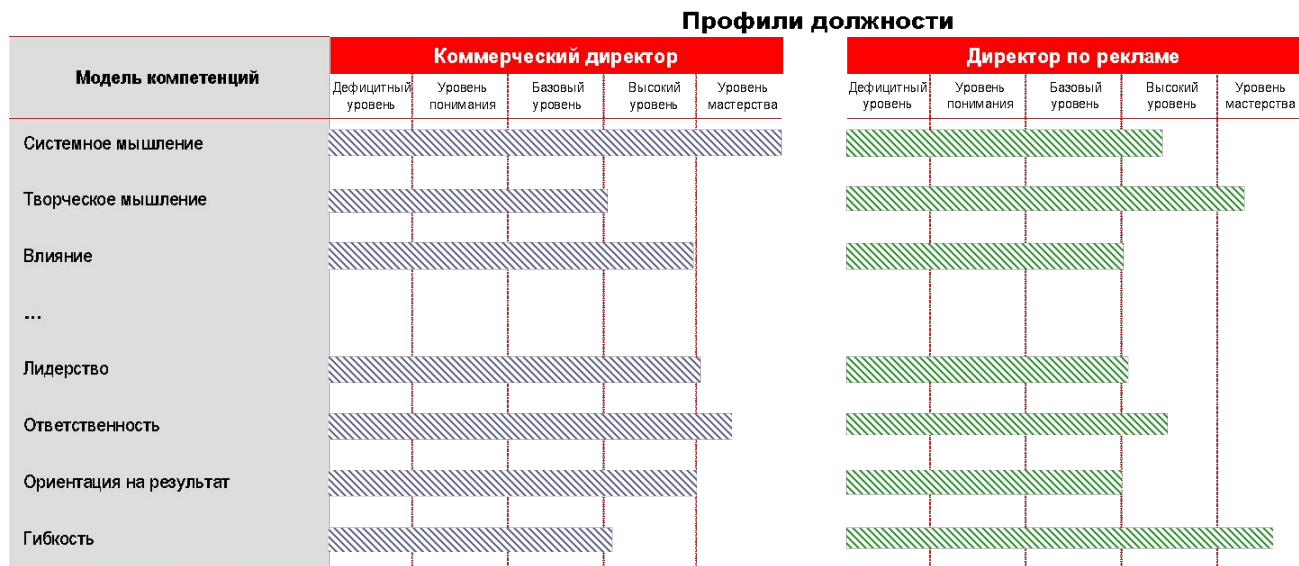 Профили должности
Модель компетенций
Коммерческий директор
Директор по рекламе
Дефицитный уровень
Уровень понимания
Базовый уровень
Высокий уровень
Уровень мастерства
Дефицитный уровень
Уровень понимания
Базовый уровень
Высокий уровень
Уровень мастерства
Системное мышление
Творческое мышление
Влияние
...
Лидерство
Ответственность
Ориентация на результат
Гибкость